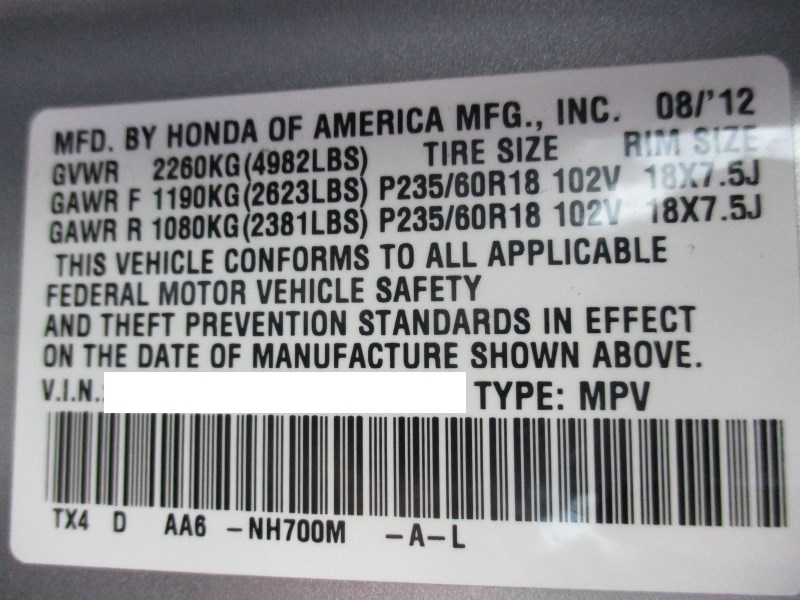 MFD. BY HONDA OF AMERICA MFG., INC. 08/'12
GVWR 2260KG(4982LBS) TIRE SIZE RIM SIZE
GAWR F 1190KG(2623LBS) P235/60R18 102V 18X7.5J
GAWR R 1080KG(2381LBS) P235/60R18 102V 18X7.5J
THIS VEHICLE CONFORMS TO ALL APPLICABLE
FEDERAL MOTOR VEHICLE SAFETY
AND THEFT PREVENTION STANDARDS IN EFFECT
ON THE DATE OF MANUFACTURE SHOWN ABOVE.
V.I.N.: TYPE: MPV
TX4 D AA6 -NH700M -A-L